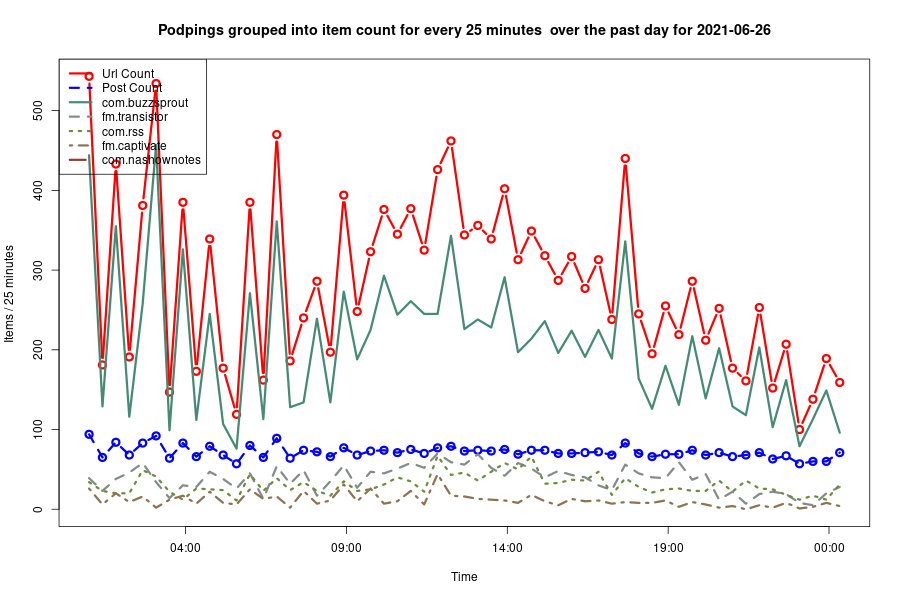 Podpings grouped into item count for every 25 minutes  over the past day for 2021-06-26
Items / 25 minutes
500
400
300
200
100
0
Url Count
Post Count
com.buzzsprout
fm.transistor
com.rss
fm.captivate
com.nashownotes
04:00
09:00
14:00
19:00
00:00
Time